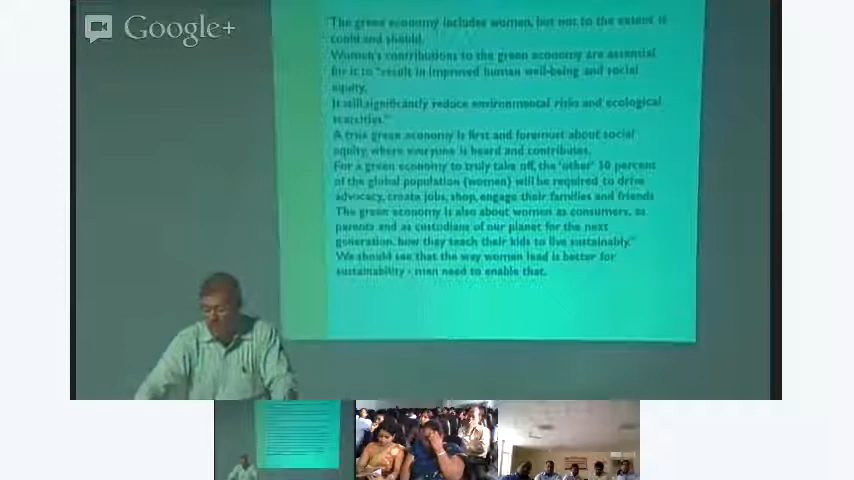 Google+
"The green economy includes women, but not to the extent it
could and should.
Women's contributions to the green economy are essential
for it to "result in improved human well-being and social
equity.
It still significantly reduce environmental risks and ecological
scarcities."
A true green economy is first and foremost about social
equity, where everyone is heard and contributes.
For a green economy to truly take off, the 'other' 50 percent
of the global population (women) will be required to drive
advocacy, create jobs, shop, engage their families and friends
The green economy is also about women as consumers, as
parents and as custodians of our planet for the next
generation, how they teach their kids to live sustainably."
We should see that the way women lead is better for
sustainability - men need to enable that.